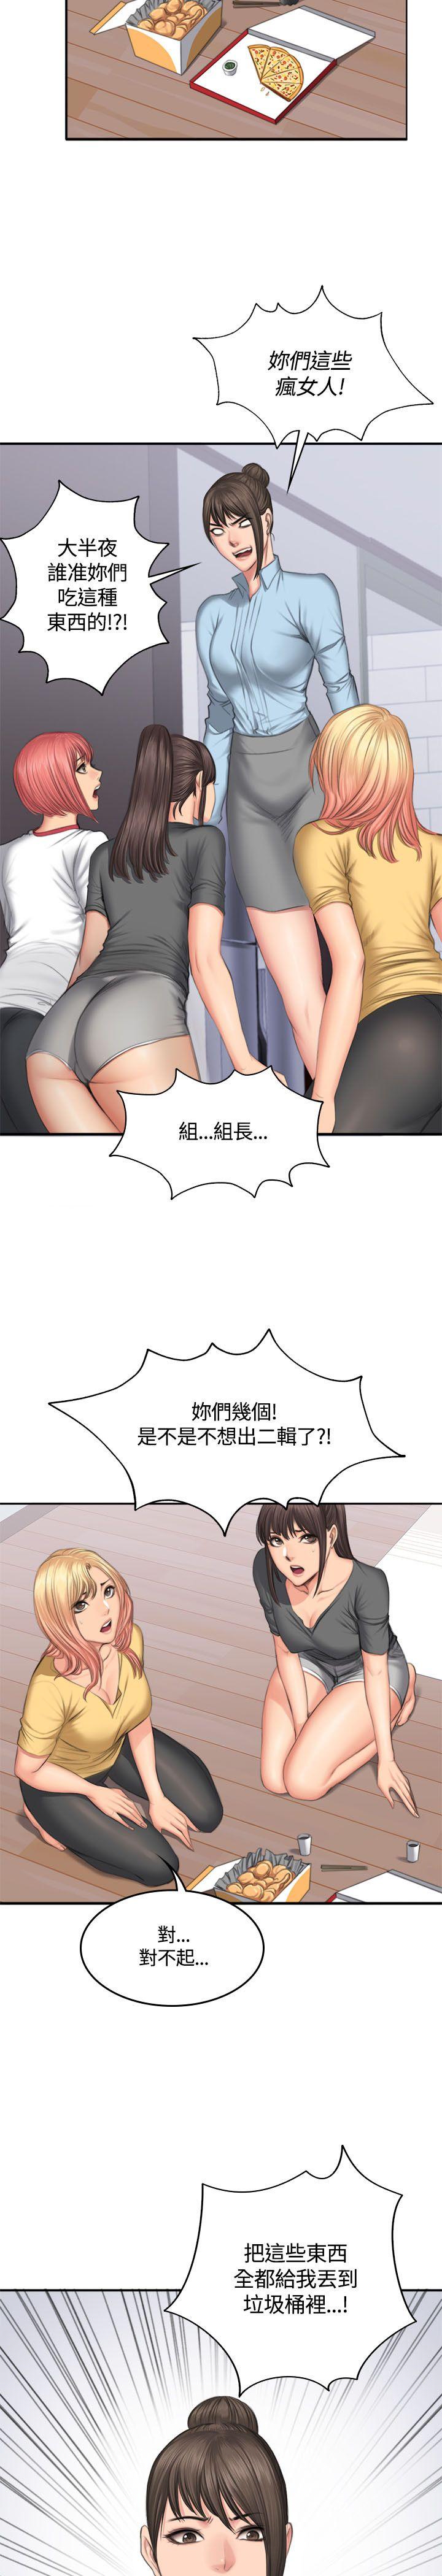 妳們這些
瘋女人!
大半夜
誰准妳們
吃這種
東西的!?!
組...組長...
妳們幾個!
是不是不想出二輯了?!
對...
對不起...
把這些東西
全都給我丟到
垃圾桶裡...!